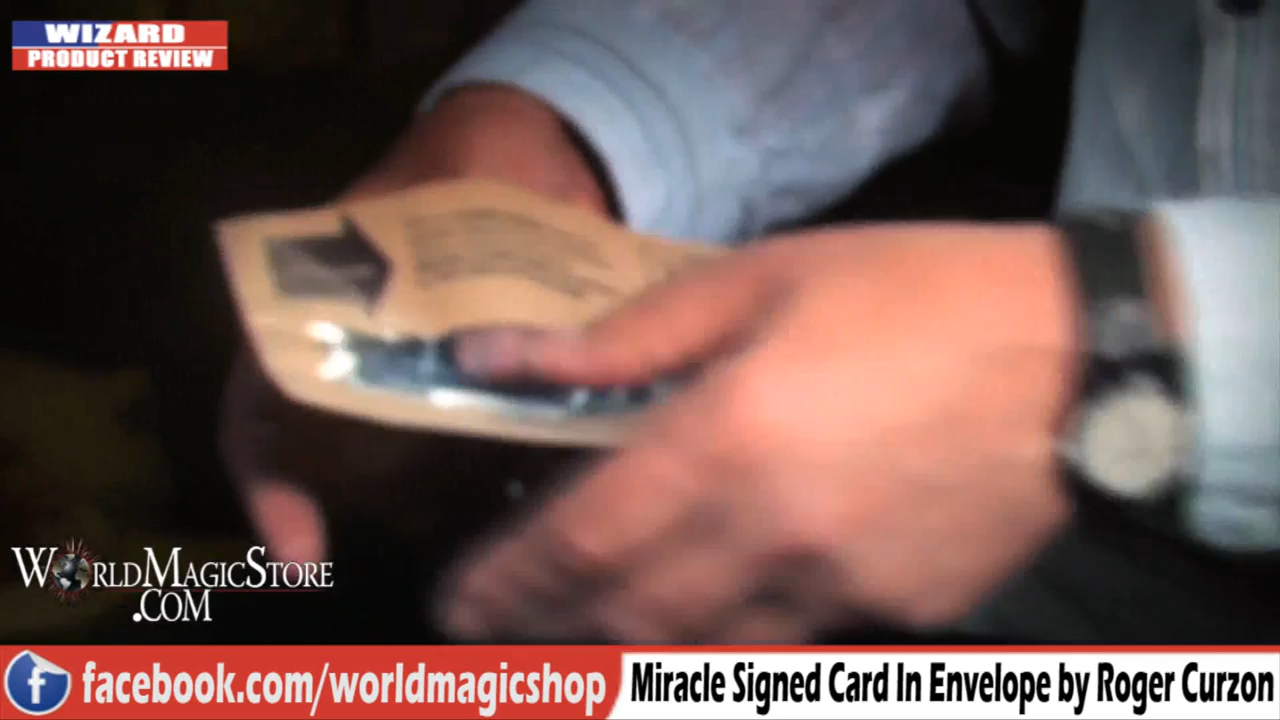 WIZARD
PRODUCT REVIEW
WORLDMAGICSTORE
.COM
facebook.com/worldmagicshop
Miracle Signed Card In Envelope by Roger Curzon